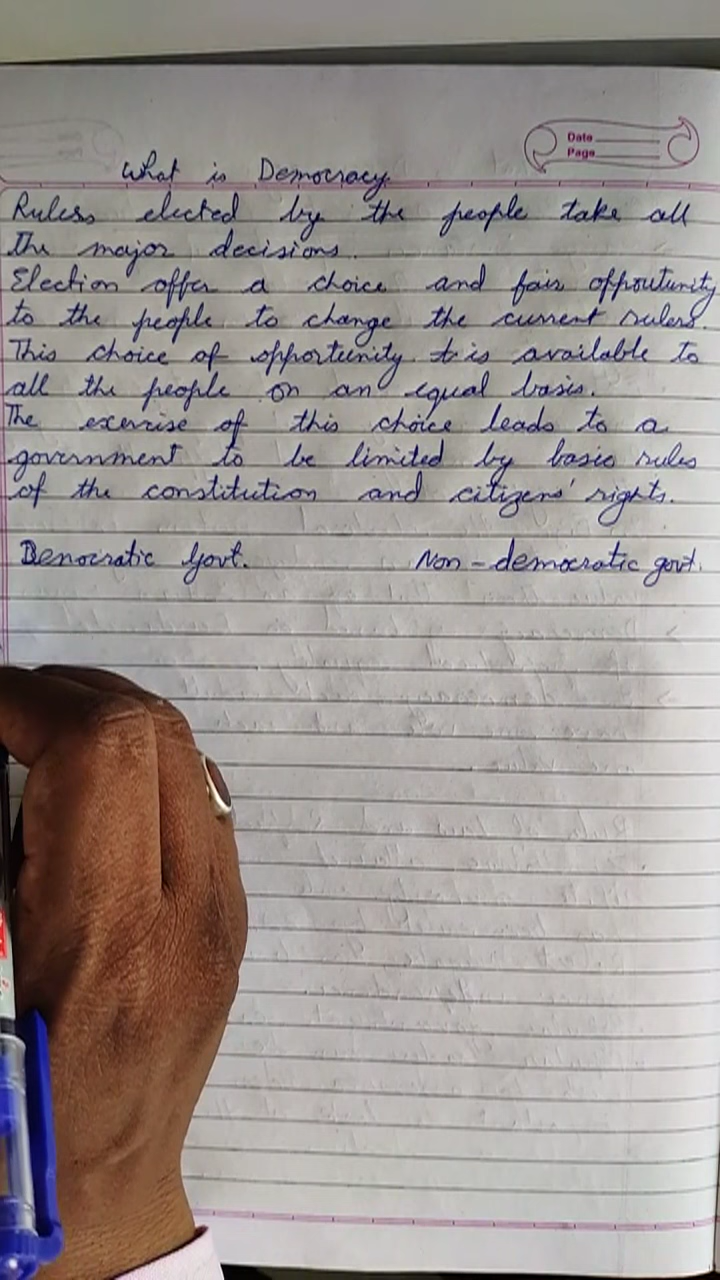 Date
Page
What is Democracy
Rulers elected by the people take all
the major decisions.
Election offer a choice and fair opportunity
to the people to change the current rulers.
This choice of opportunity is available to
all the people on an equal basis.
The exercise of this choice leads to a
government to be limited by basic rules
of the constitution and citizens' rights.
Democratic Govt. Non-democratic govt.